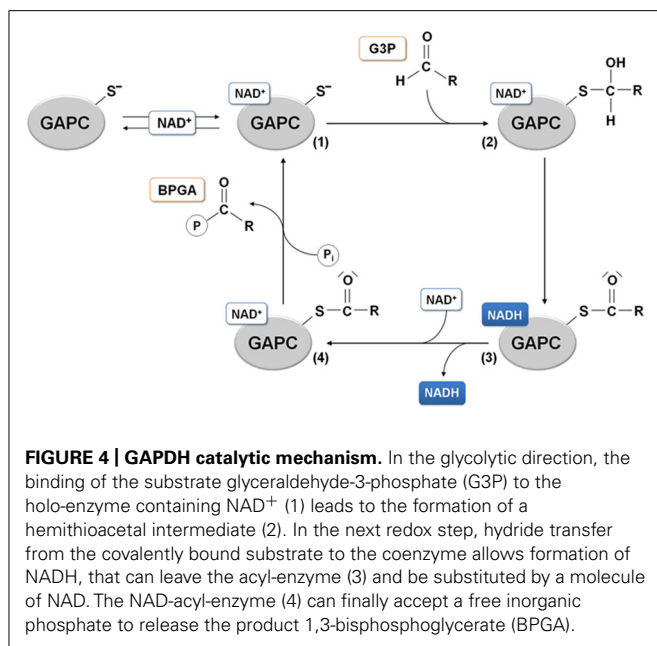 G3P
O
H C R
S⁻
GAPC
NAD⁺
NAD⁺
S⁻
GAPC
(1)
NAD⁺
OH
S C R
H
GAPC
(2)
BPGA
O
P C R
Pᵢ
NAD⁺
O
S C R
GAPC
(4)
NAD⁺
NADH
NADH
O
S C R
GAPC
(3)
FIGURE 4 | GAPDH catalytic mechanism. In the glycolytic direction, the
binding of the substrate glyceraldehyde-3-phosphate (G3P) to the
holo-enzyme containing NAD⁺ (1) leads to the formation of a
hemithioacetal intermediate (2). In the next redox step, hydride transfer
from the covalently bound substrate to the coenzyme allows formation of
NADH, that can leave the acyl-enzyme (3) and be substituted by a molecule
of NAD. The NAD-acyl-enzyme (4) can finally accept a free inorganic
phosphate to release the product 1,3-bisphosphoglycerate (BPGA).